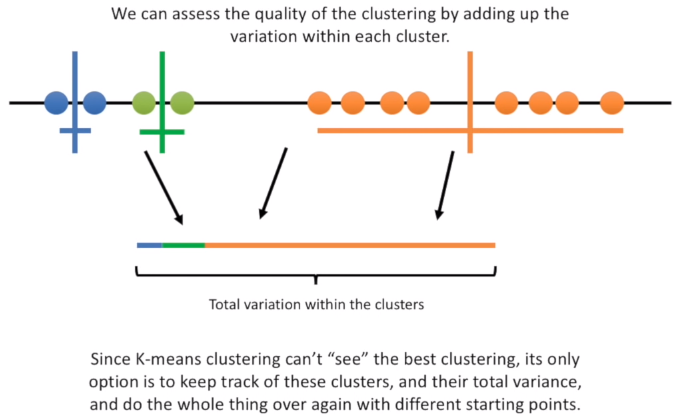 We can assess the quality of the clustering by adding up the
variation within each cluster.
Total variation within the clusters
Since K-means clustering can’t “see” the best clustering, its only
option is to keep track of these clusters, and their total variance,
and do the whole thing over again with different starting points.